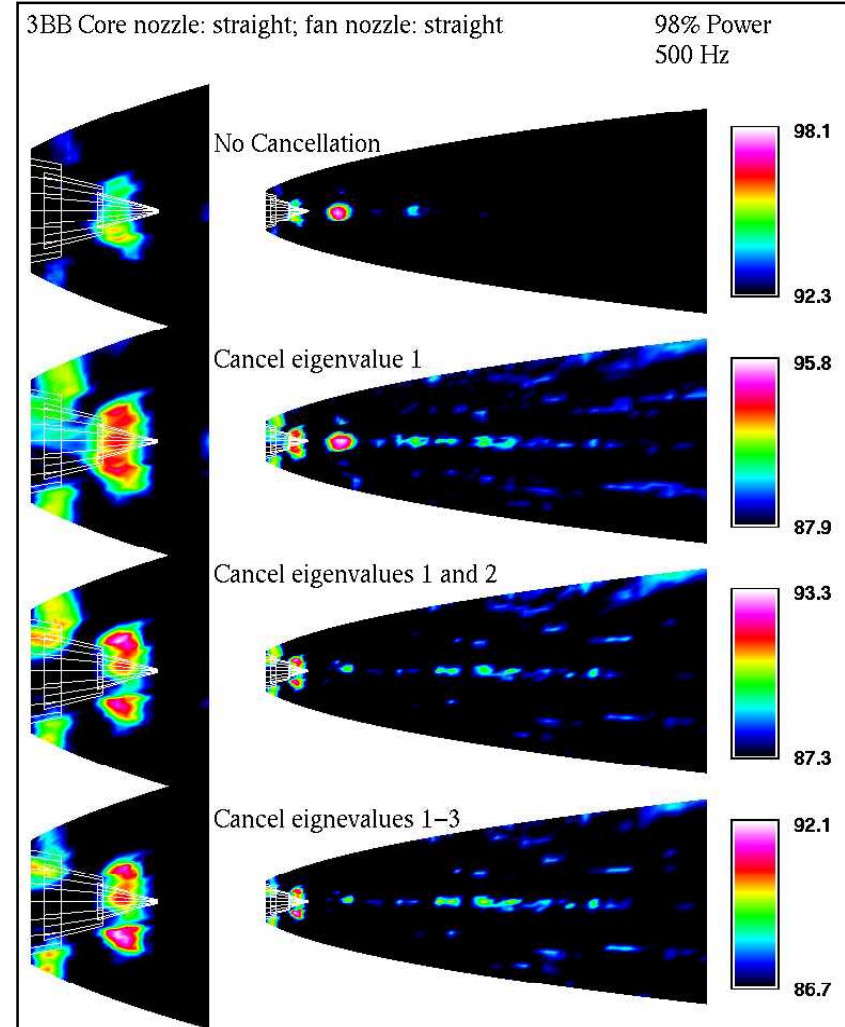 3BB Core nozzle: straight; fan nozzle: straight
98% Power
500 Hz
No Cancellation
98.1
92.3
Cancel eigenvalue 1
95.8
87.9
Cancel eigenvalues 1 and 2
93.3
87.3
Cancel eignevalues 1–3
92.1
86.7